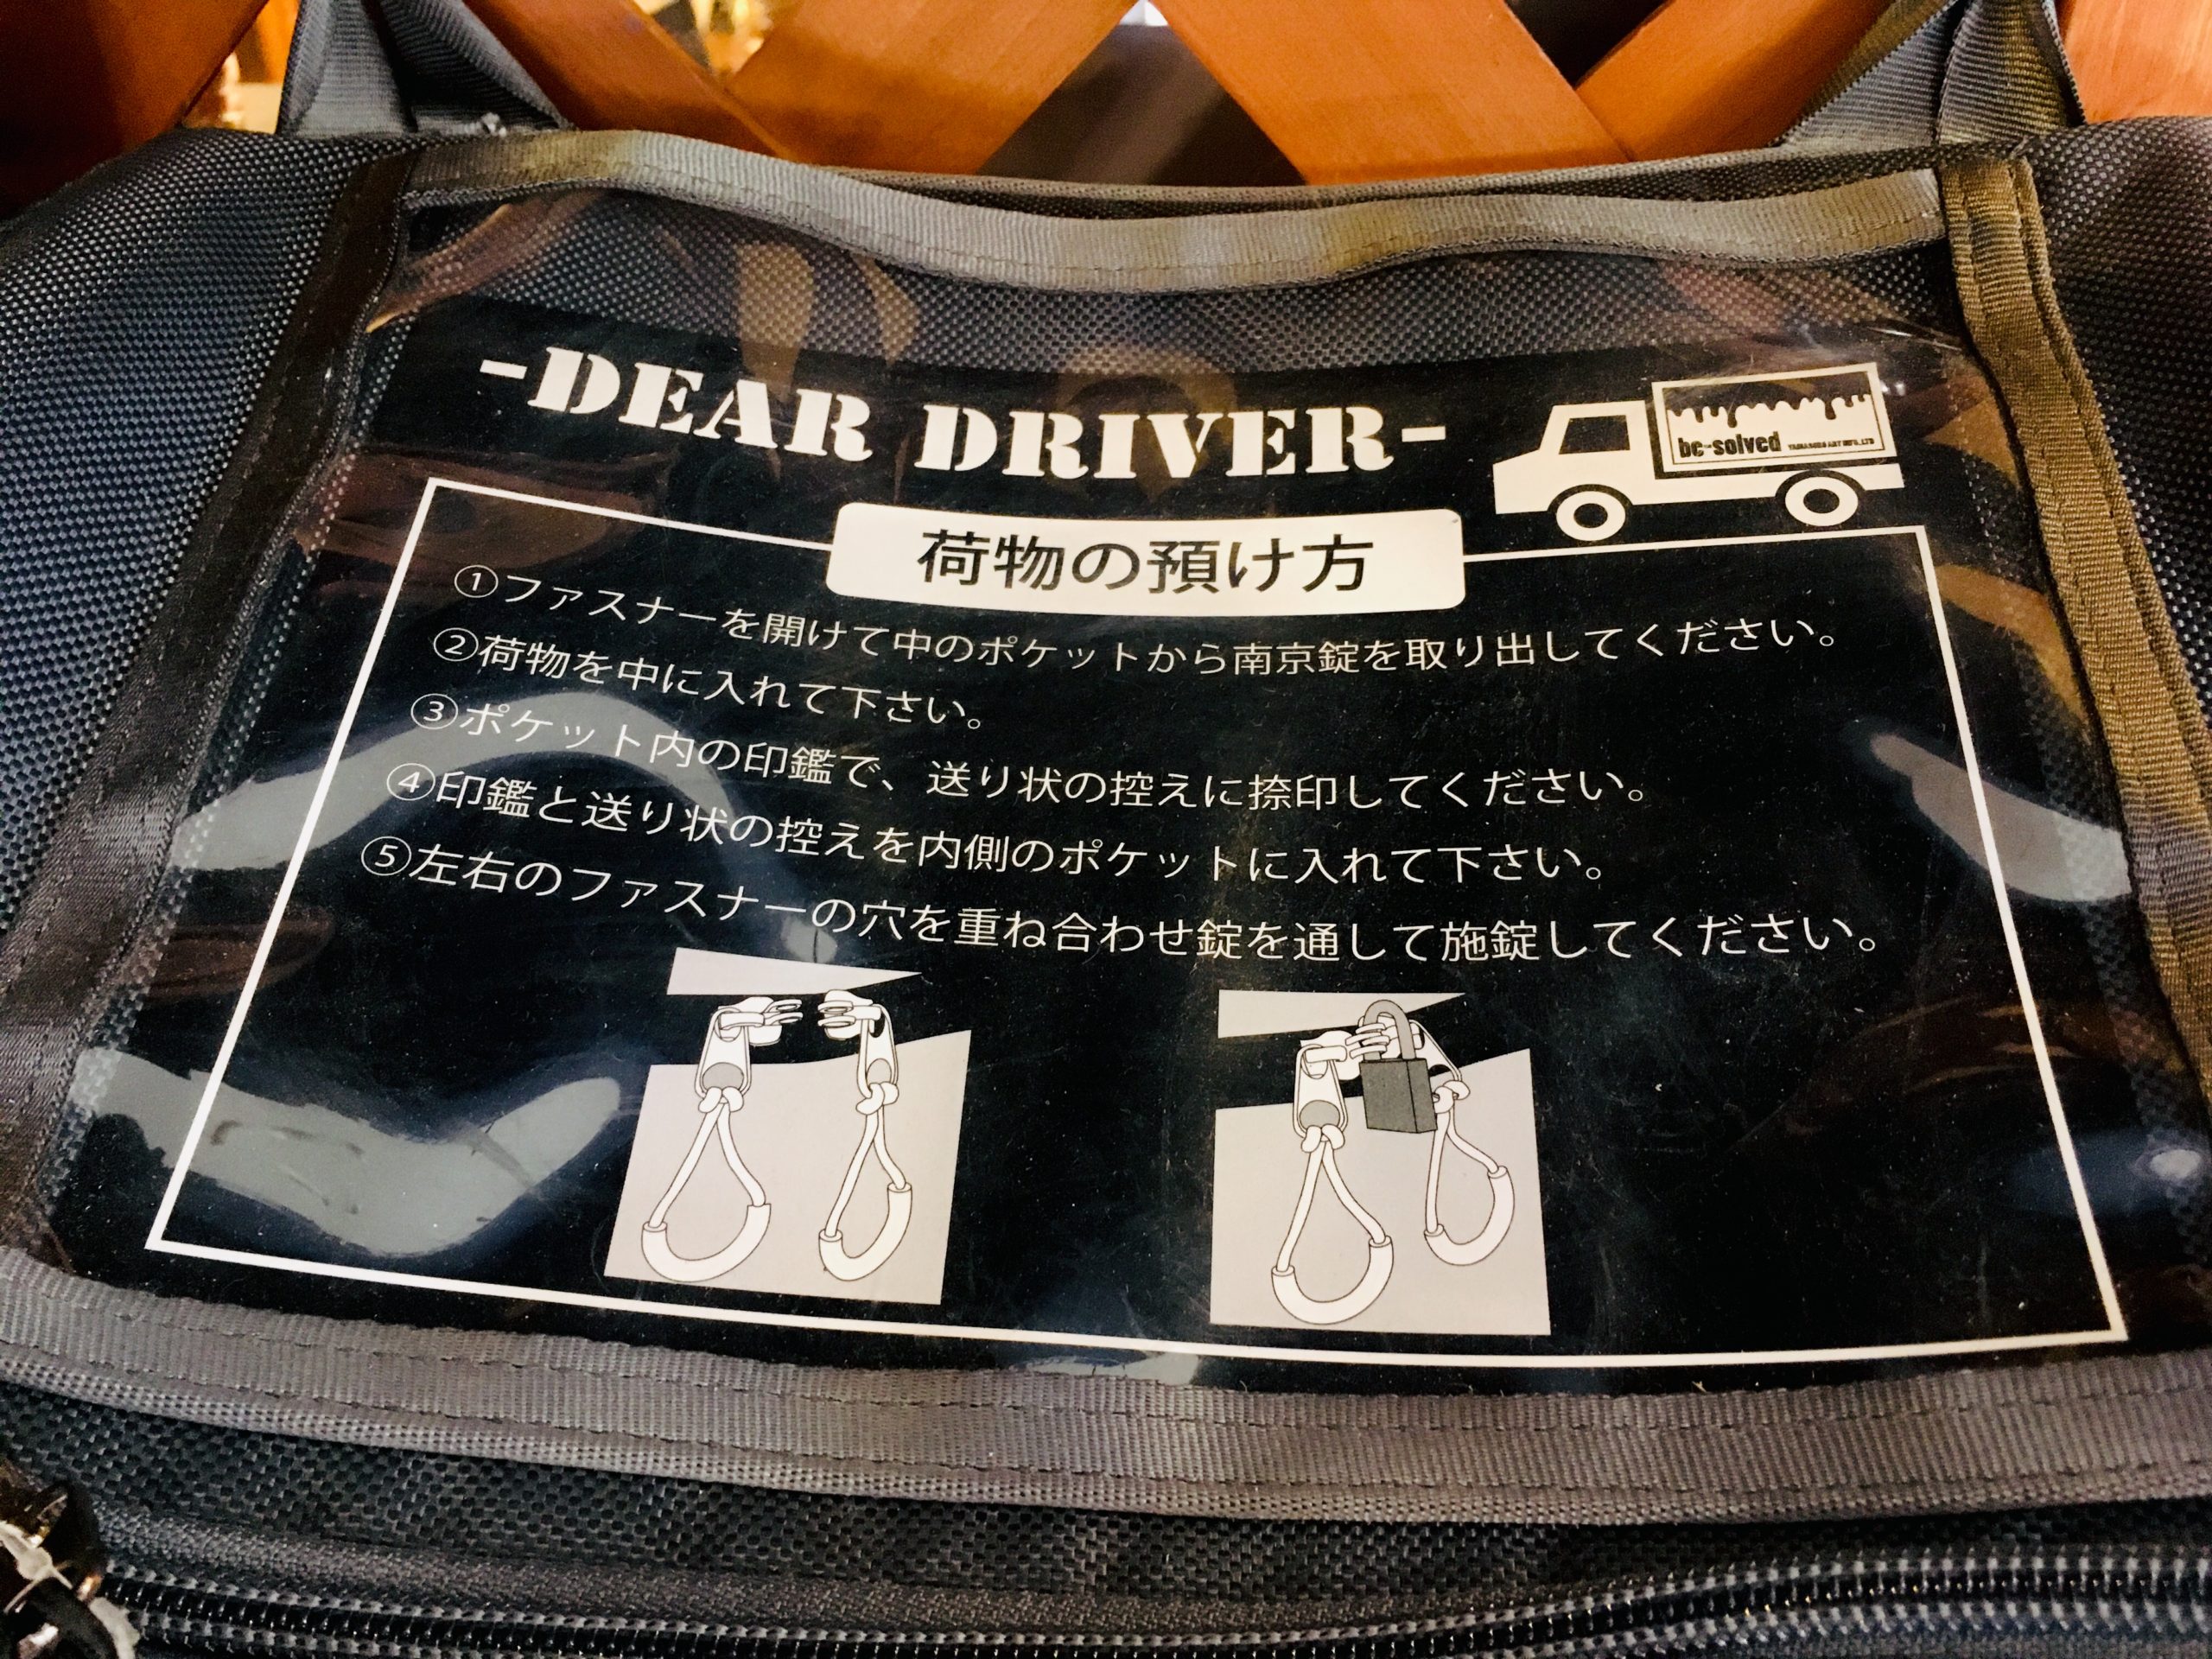 -DEAR DRIVER-
be-solved
荷物の預け方
①ファスナーを開けて中のポケットから南京錠を取り出してください。
②荷物を中に入れて下さい。
③ポケット内の印鑑で、送り状の控えに捺印してください。
④印鑑と送り状の控えを内側のポケットに入れて下さい。
⑤左右のファスナーの穴を重ね合わせ錠を通して施錠してください。